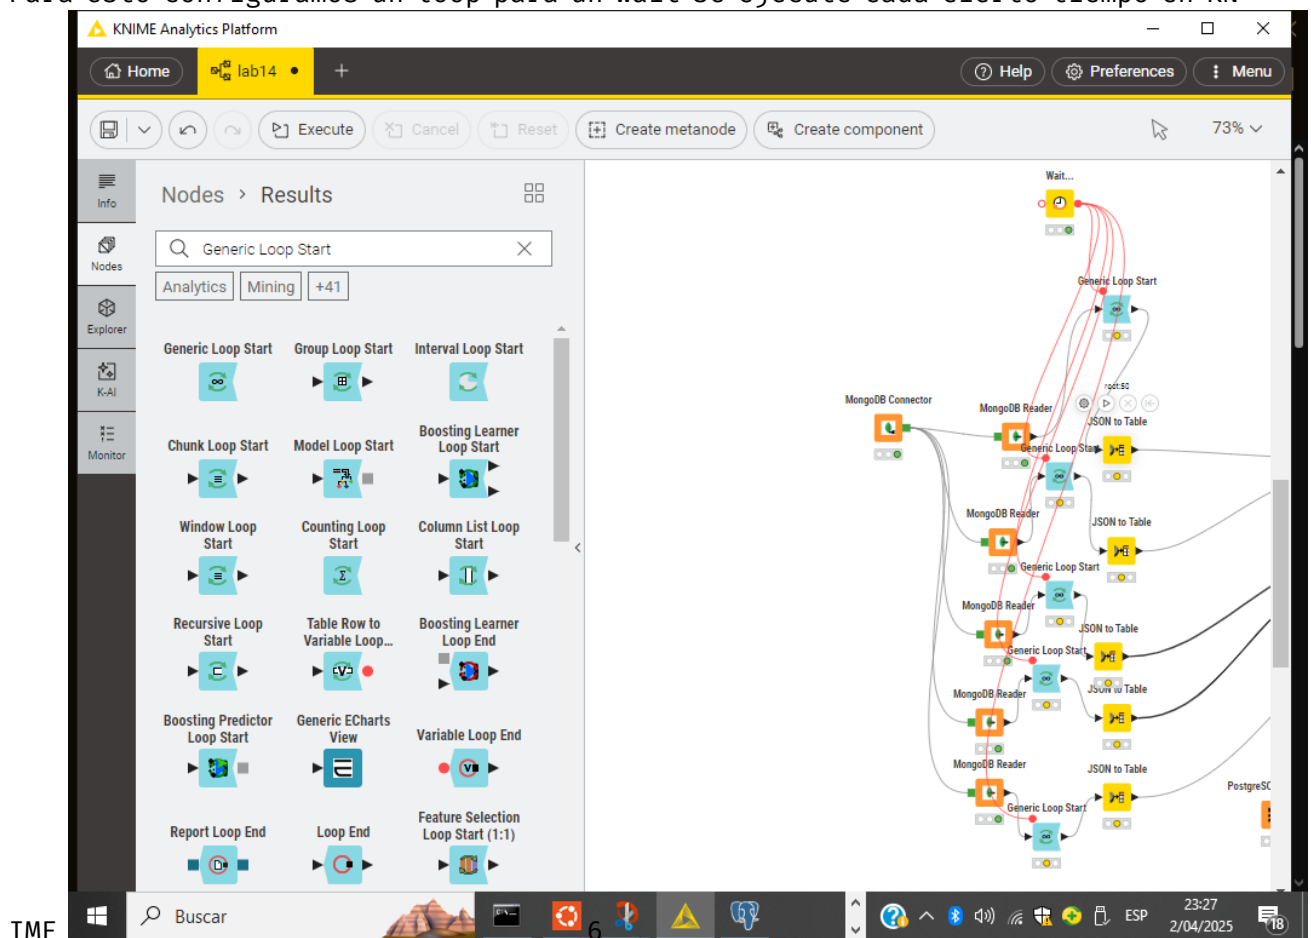 Para esto configuramos un loop para un wait se ejecute cada cierto tiempo en KN
KNIME Analytics Platform
Home
lab14
Help
Preferences
Menu
Execute
Cancel
Reset
Create metanode
Create component
73%
Info
Nodes
Explorer
K-AI
Monitor
Nodes > Results
Generic Loop Start
Analytics
Mining
+41
Generic Loop Start
Group Loop Start
Interval Loop Start
Chunk Loop Start
Model Loop Start
Boosting Learner
Loop Start
Window Loop
Start
Counting Loop
Start
Column List Loop
Start
Recursive Loop
Start
Table Row to
Variable Loop...
Boosting Learner
Loop End
Boosting Predictor
Loop Start
Generic ECharts
View
Variable Loop End
Report Loop End
Loop End
Feature Selection
Loop Start (1:1)
Wait...
Generic Loop Start
MongoDB Connector
MongoDB Reader
root:50
JSON to Table
Generic Loop Start
MongoDB Reader
JSON to Table
Generic Loop Start
MongoDB Reader
JSON to Table
Generic Loop Start
MongoDB Reader
JSON to Table
MongoDB Reader
JSON to Table
Generic Loop Start
PostgreSQ
Buscar
ESP
23:27
2/04/2025
18
6
TMF